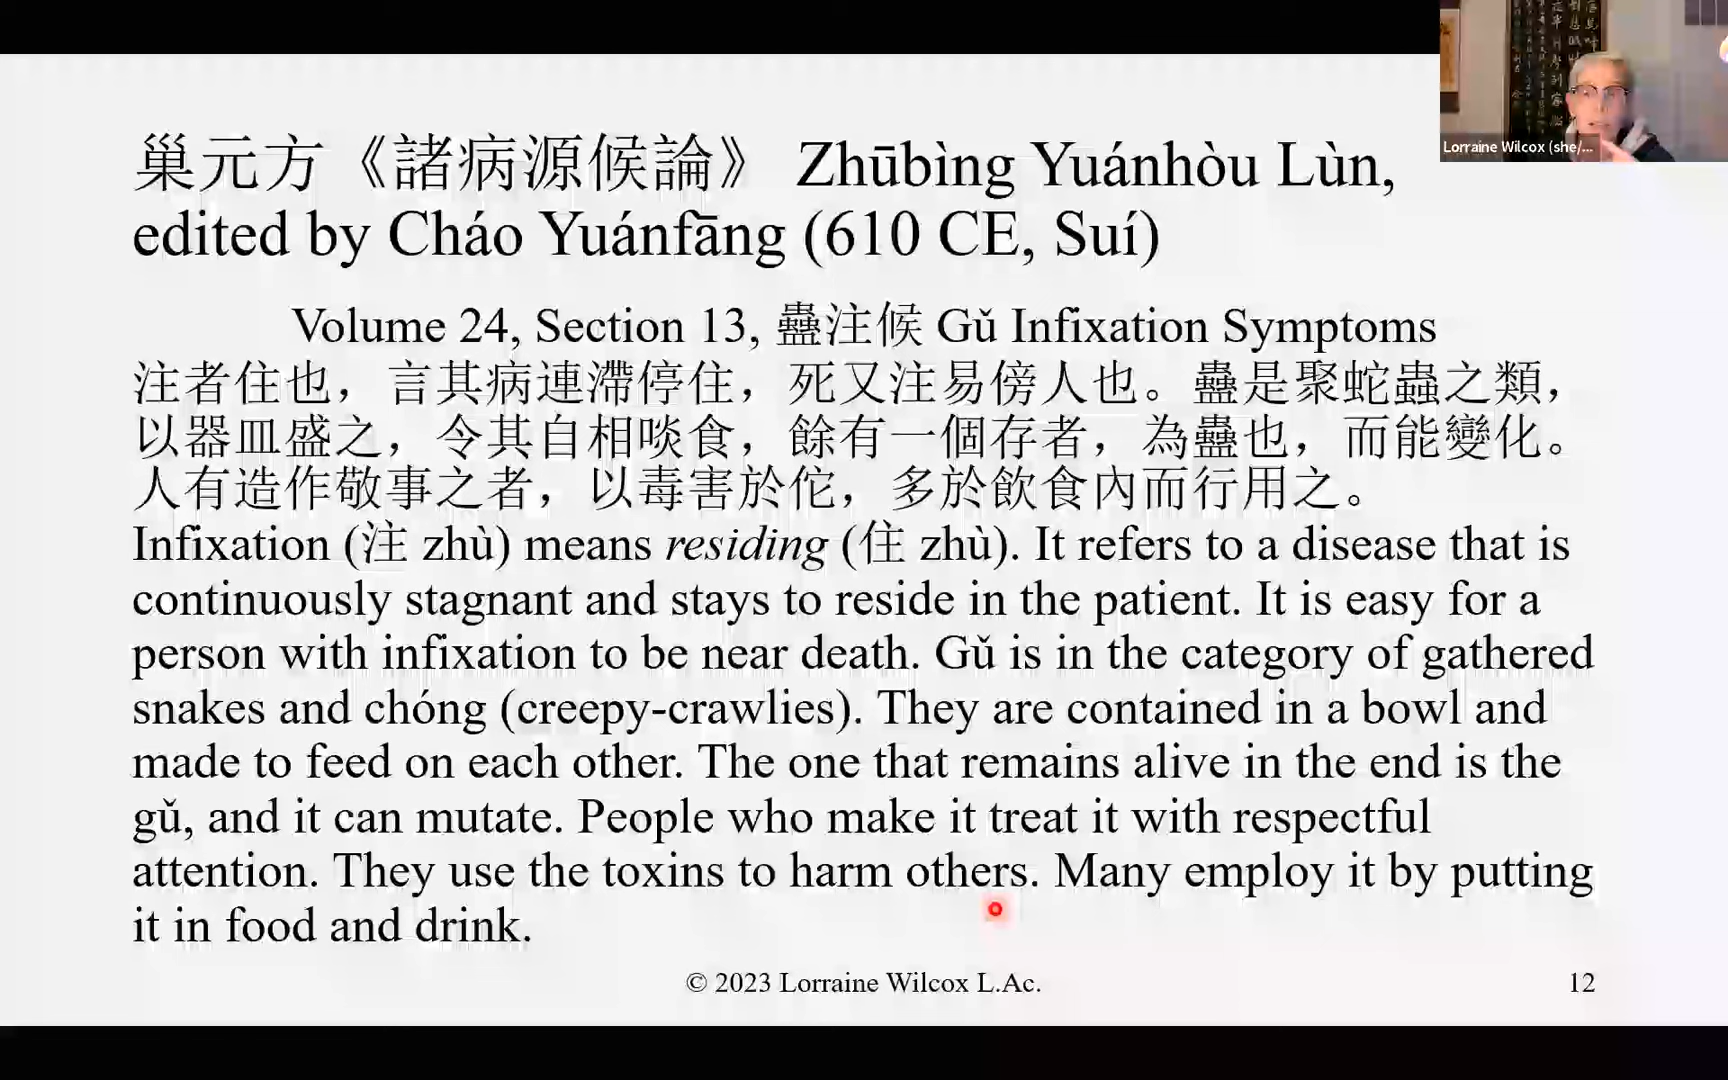 巢元方《諸病源候論》 Zhūbìng Yuánhòu Lùn,
edited by Cháo Yuánfāng (610 CE, Suí)
Volume 24, Section 13, 蠱注候 Gǔ Infixation Symptoms
注者住也，言其病連滯停住，死又注易傍人也。蠱是聚蛇蟲之類，
以器皿盛之，令其自相啖食，餘有一個存者，為蠱也，而能變化。
人有造作敬事之者，以毒害於佗，多於飲食內而行用之。
Infixation (注 zhù) means residing (住 zhù). It refers to a disease that is
continuously stagnant and stays to reside in the patient. It is easy for a
person with infixation to be near death. Gǔ is in the category of gathered
snakes and chóng (creepy-crawlies). They are contained in a bowl and
made to feed on each other. The one that remains alive in the end is the
gǔ, and it can mutate. People who make it treat it with respectful
attention. They use the toxins to harm others. Many employ it by putting
it in food and drink.
© 2023 Lorraine Wilcox L.Ac.
12
Lorraine Wilcox (she/...